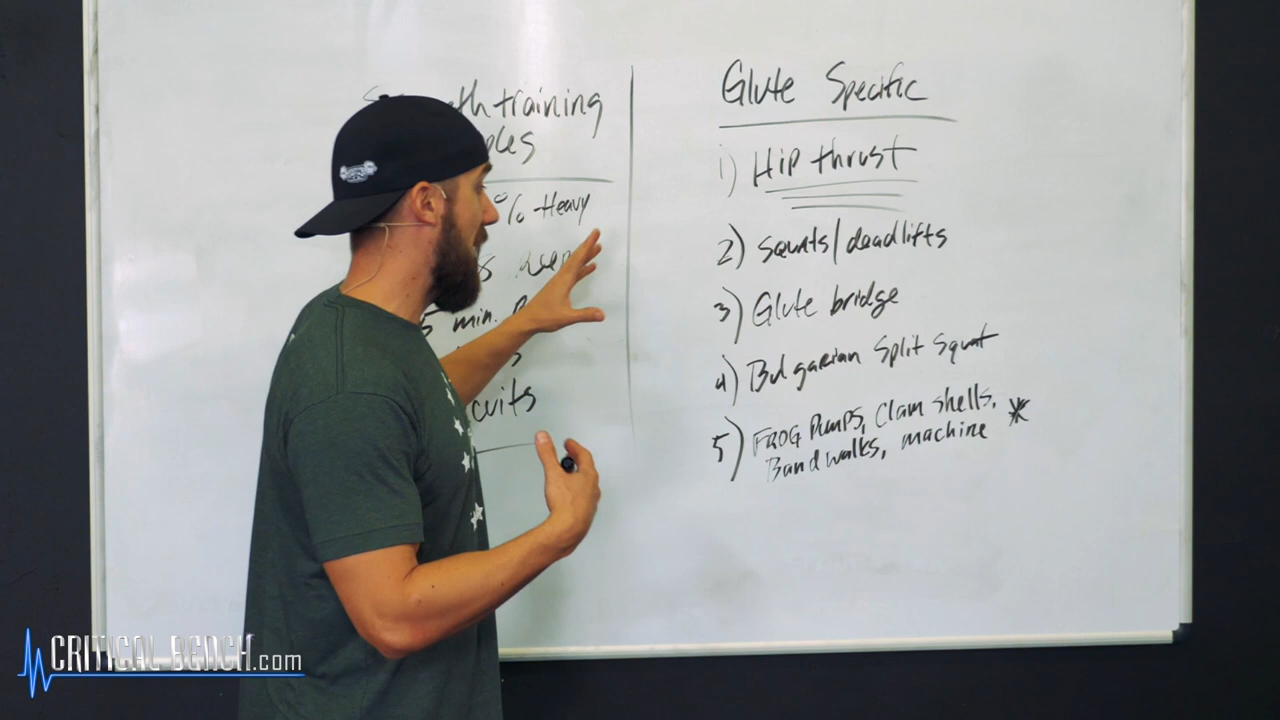 training
% Heavy
min.
Glute Specific
1) Hip thrust
2) squats/deadlifts
3) Glute bridge
4) Bulgarian Split Squat
5) FROG PUMPS, Clam shells,
Band walks, machine *
CRITICAL BENCH.com